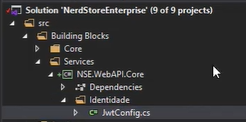 Solution 'NerdStoreEnterprise' (9 of 9 projects)
src
Building Blocks
Core
Services
NSE.WebAPI.Core
Dependencies
Identidade
JwtConfig.cs